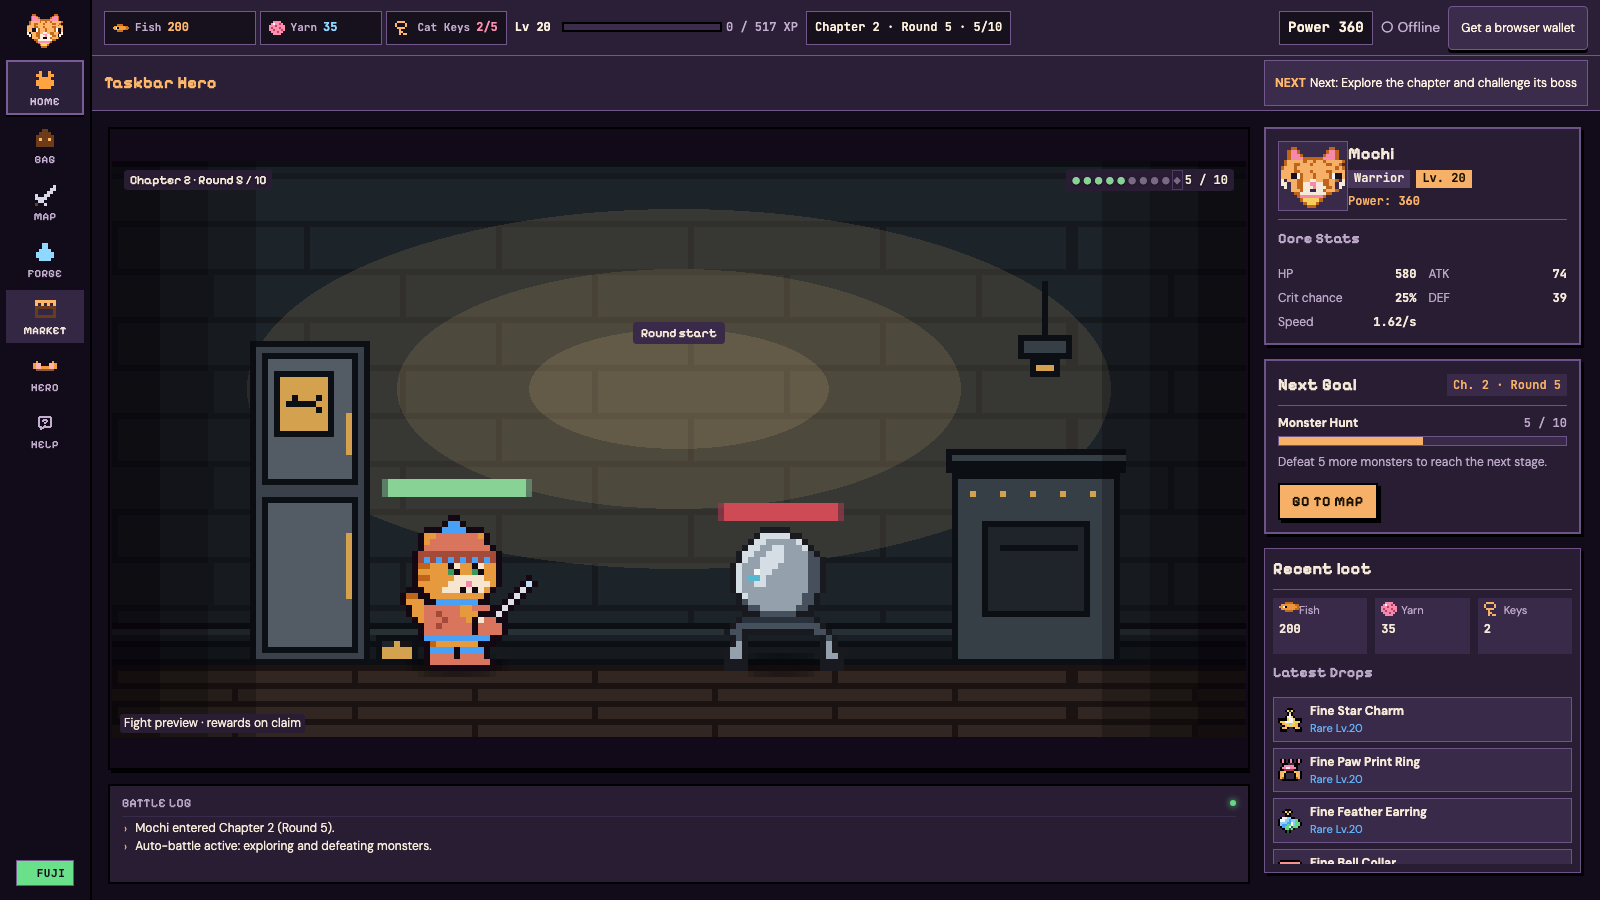 Fish 200
Yarn 35
Cat Keys 2/5
Lv 20
0 / 517 XP
Chapter 2 · Round 5 · 5/10
Power 360
Offline
Get a browser wallet
HOME
BAG
MAP
FORGE
MARKET
HERO
HELP
FUJI
Taskbar Hero
NEXT Next: Explore the chapter and challenge its boss
Chapter 2 · Round 5 / 10
5 / 10
Round start
Fight preview · rewards on claim
BATTLE LOG
› Mochi entered Chapter 2 (Round 5).
› Auto-battle active: exploring and defeating monsters.
Mochi
Warrior Lv. 20
Power: 360
Core Stats
HP 580 ATK 74
Crit chance 25% DEF 39
Speed 1.62/s
Next Goal
Ch. 2 · Round 5
Monster Hunt 5 / 10
Defeat 5 more monsters to reach the next stage.
GO TO MAP
Recent loot
Fish
200
Yarn
35
Keys
2
Latest Drops
Fine Star Charm
Rare Lv.20
Fine Paw Print Ring
Rare Lv.20
Fine Feather Earring
Rare Lv.20
Fine Bell Collar